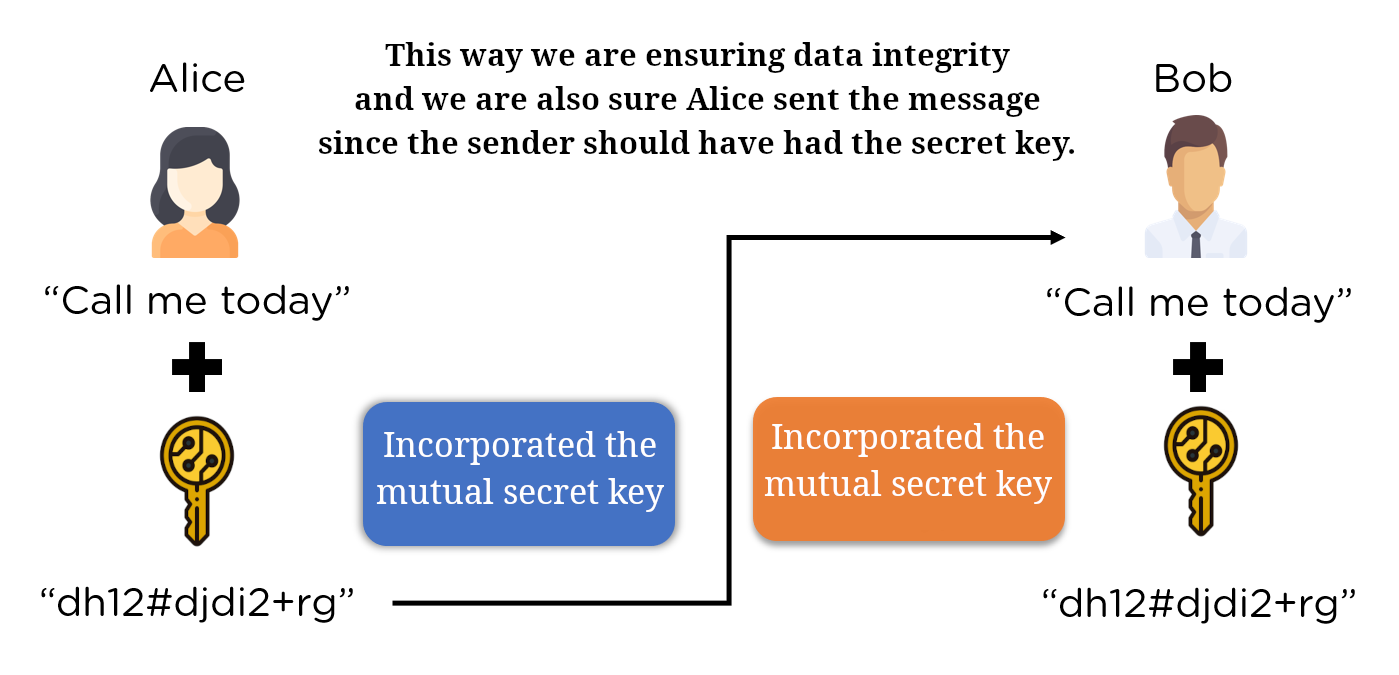 This way we are ensuring data integrity
and we are also sure Alice sent the message
since the sender should have had the secret key.
Alice
Bob
“Call me today”
“Call me today”
Incorporated the
mutual secret key
Incorporated the
mutual secret key
“dh12#djdi2+rg”
“dh12#djdi2+rg”